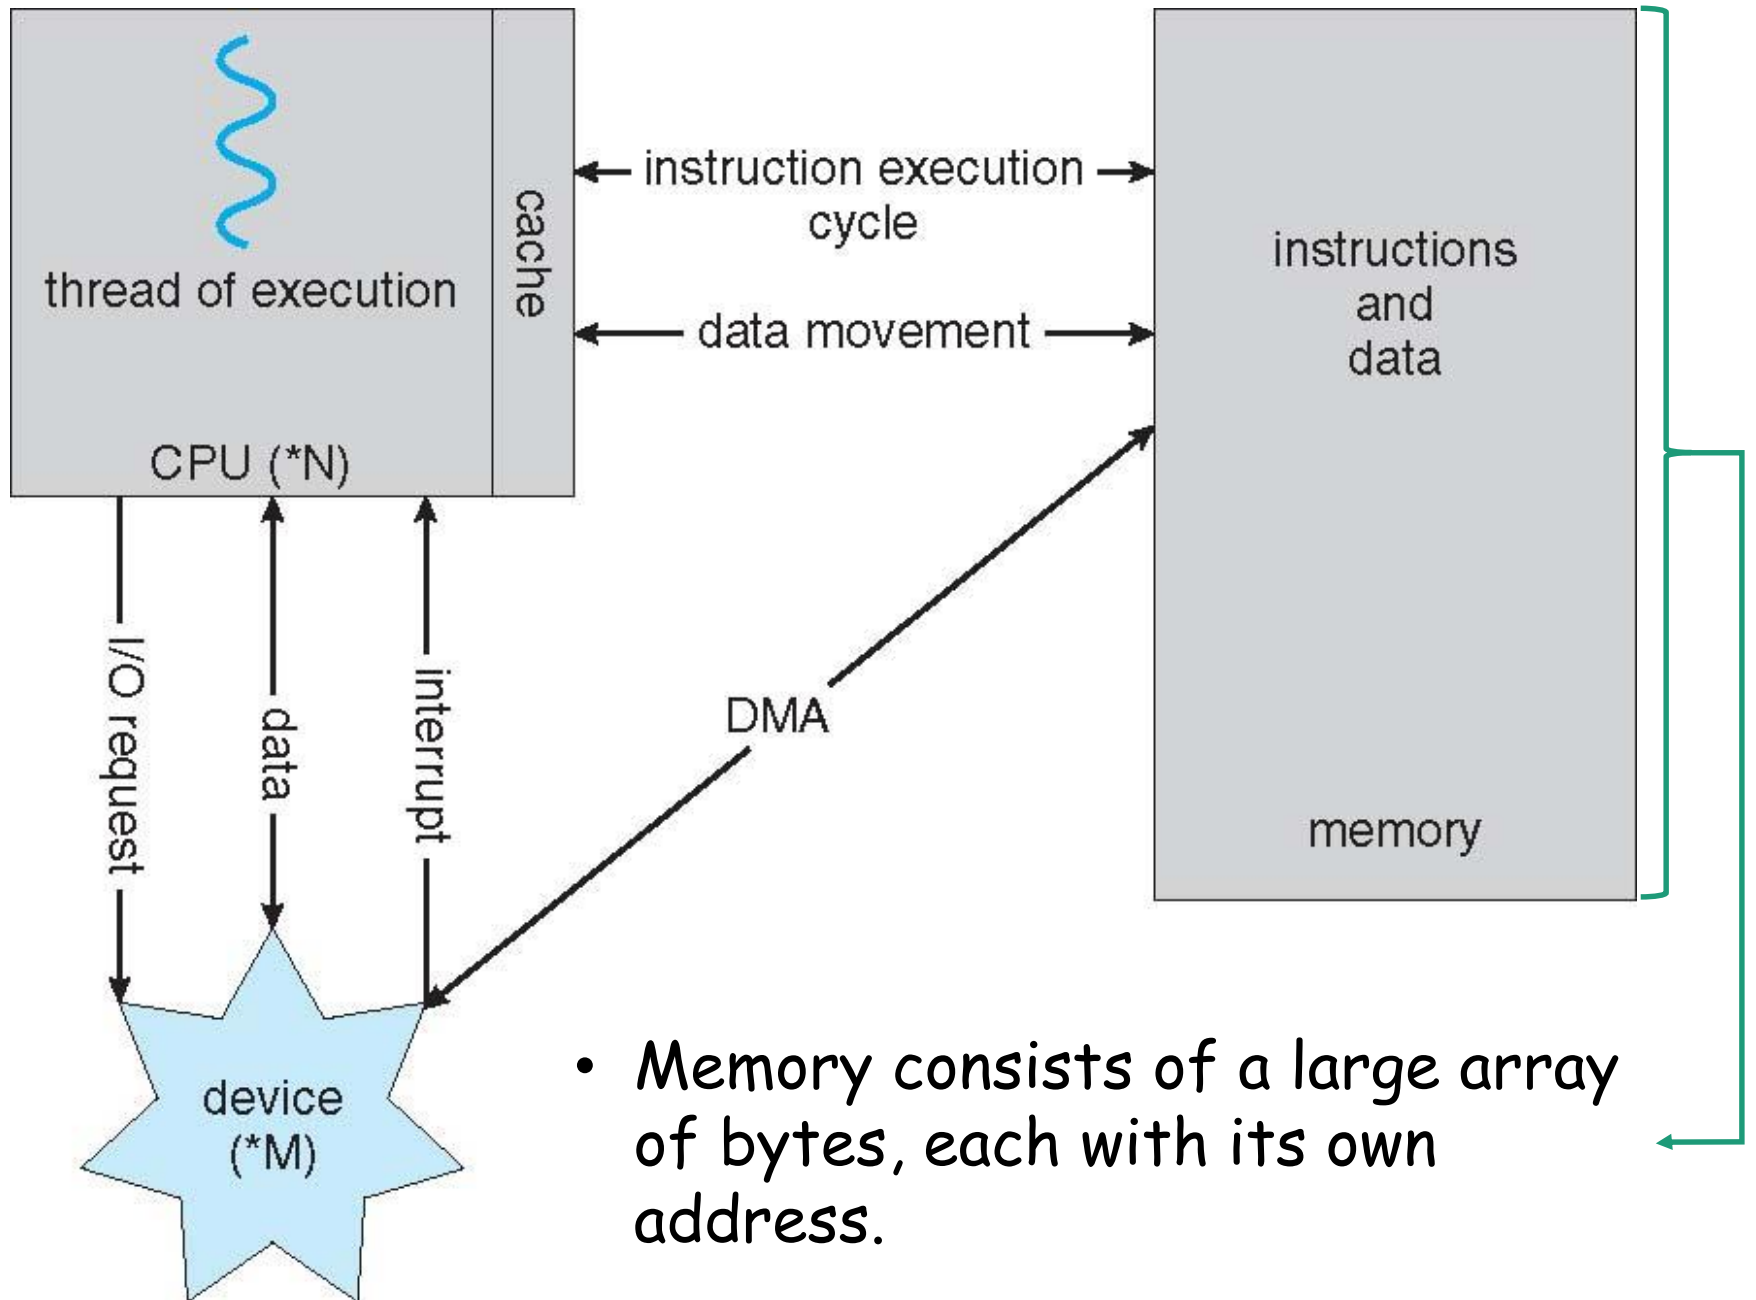 thread of execution
cache
CPU (*N)
instruction execution
cycle
data movement
instructions
and
data
memory
I/O request
data
interrupt
DMA
device
(*M)
• Memory consists of a large array
of bytes, each with its own
address.